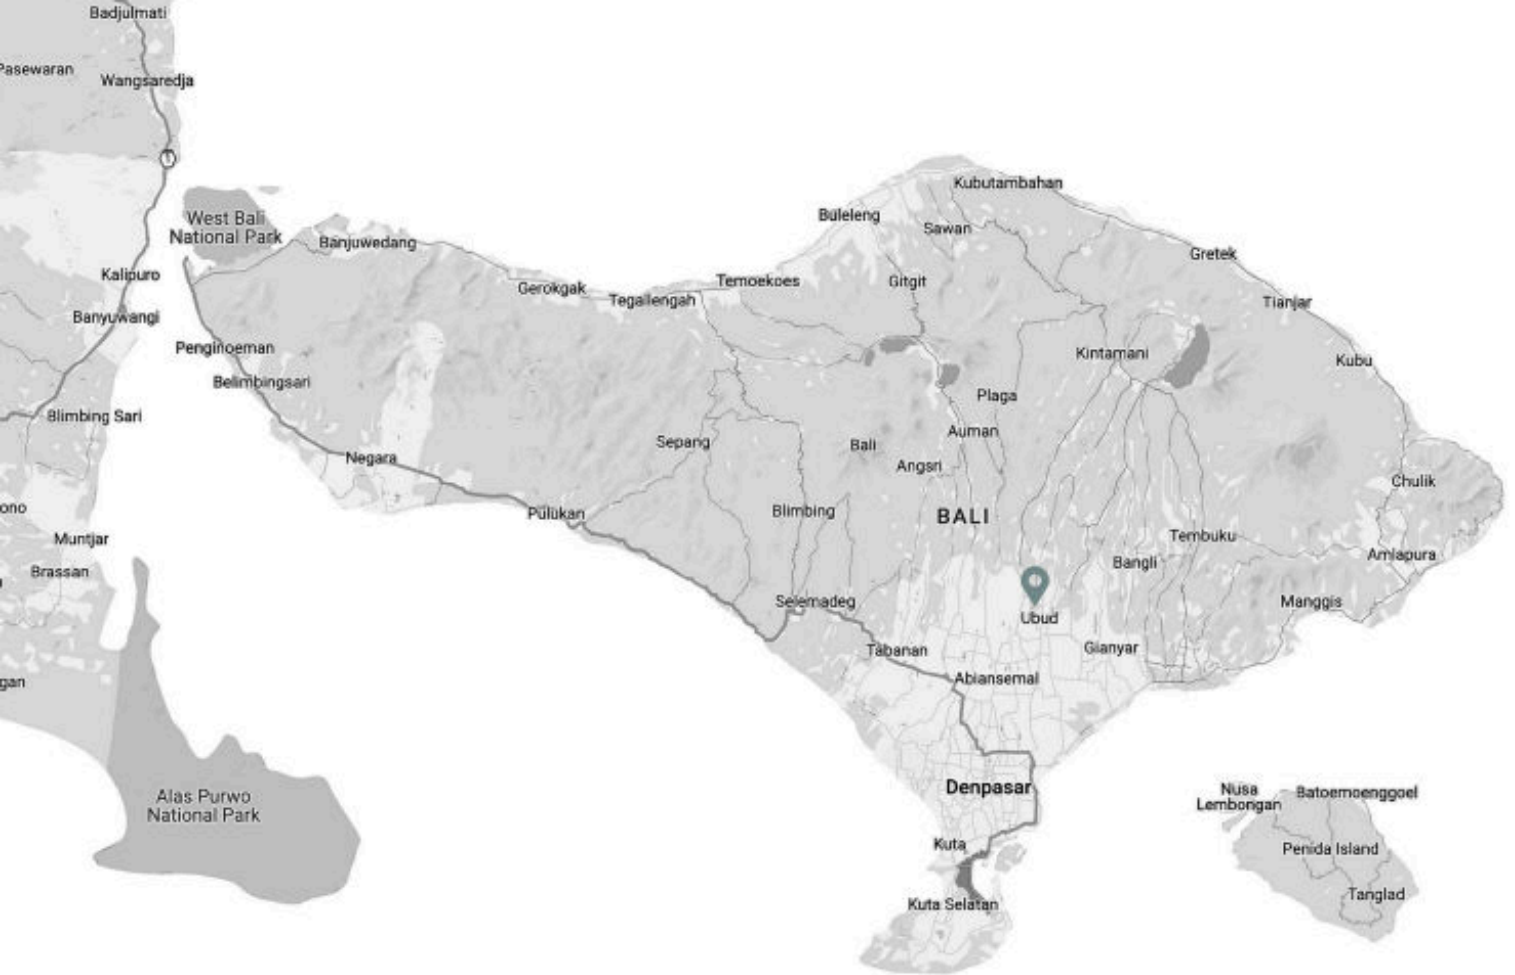 Badjulmati
Pasewaran
Wangsaredja
West Bali
National Park
Kubutambahan
Buleleng
Sawan
Banjuwedang
Gretek
Kalipuro
Gerokgak
Tegallengah
Temoekoes
Gitgit
Tianjar
Banyuwangi
Penginoeman
Kintamani
Kubu
Belimbingsari
Plaga
Blimbing Sari
Auman
Sepang
Bali
Angsri
Negara
Chulik
ono
Pulukan
Blimbing
BALI
Muntjar
Tembuku
Amlapura
Brassan
Bangli
Selemadeg
Manggis
Ubud
Tabanan
Gianyar
gan
Abiansemal
Denpasar
Alas Purwo
National Park
Nusa
Lembongan
Batoemoenggoel
Kuta
Penida Island
Kuta Selatan
Tanglad